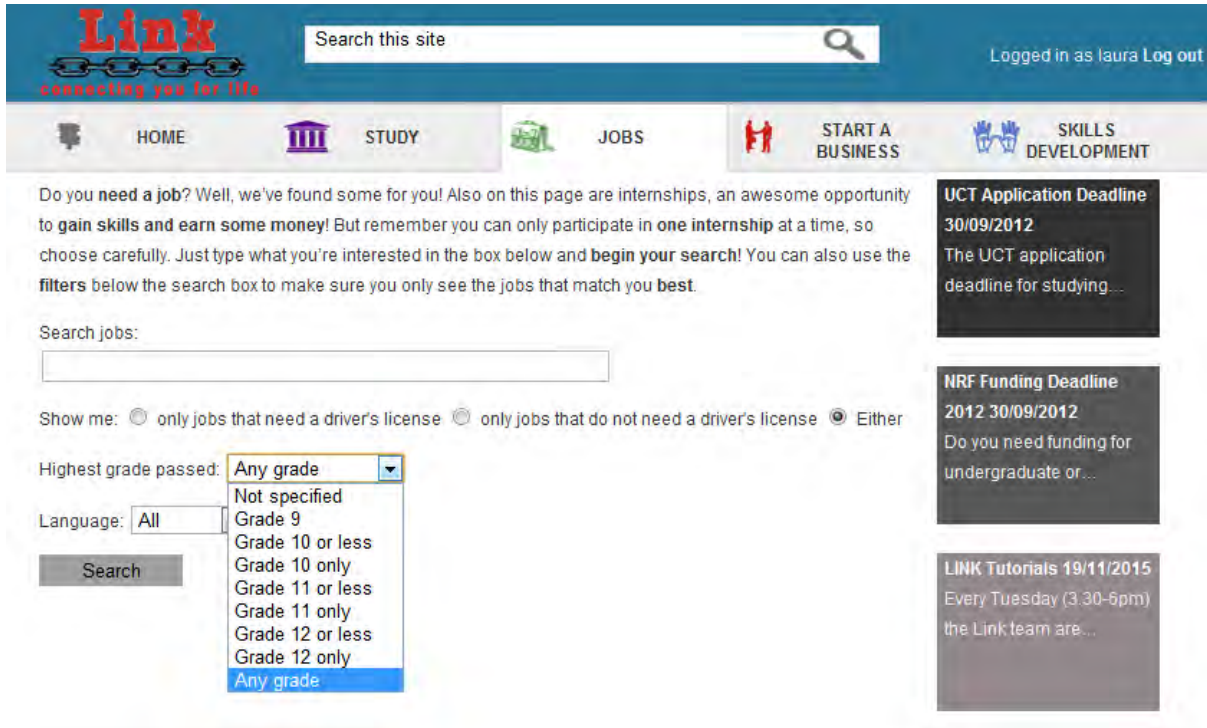 Link
connecting you for life
Search this site
Logged in as laura Log out
HOME
STUDY
JOBS
START A
BUSINESS
SKILLS
DEVELOPMENT
Do you need a job? Well, we've found some for you! Also on this page are internships, an awesome opportunity
to gain skills and earn some money! But remember you can only participate in one internship at a time, so
choose carefully. Just type what you're interested in the box below and begin your search! You can also use the
filters below the search box to make sure you only see the jobs that match you best.
Search jobs:
Show me: only jobs that need a driver's license only jobs that do not need a driver's license Either
Highest grade passed: Any grade
Not specified
Grade 9
Grade 10 or less
Grade 10 only
Grade 11 or less
Grade 11 only
Grade 12 or less
Grade 12 only
Any grade
Language: All
Search
UCT Application Deadline
30/09/2012
The UCT application
deadline for studying...
NRF Funding Deadline
2012 30/09/2012
Do you need funding for
undergraduate or...
LINK Tutorials 19/11/2015
Every Tuesday (3.30-6pm)
the Link team are...